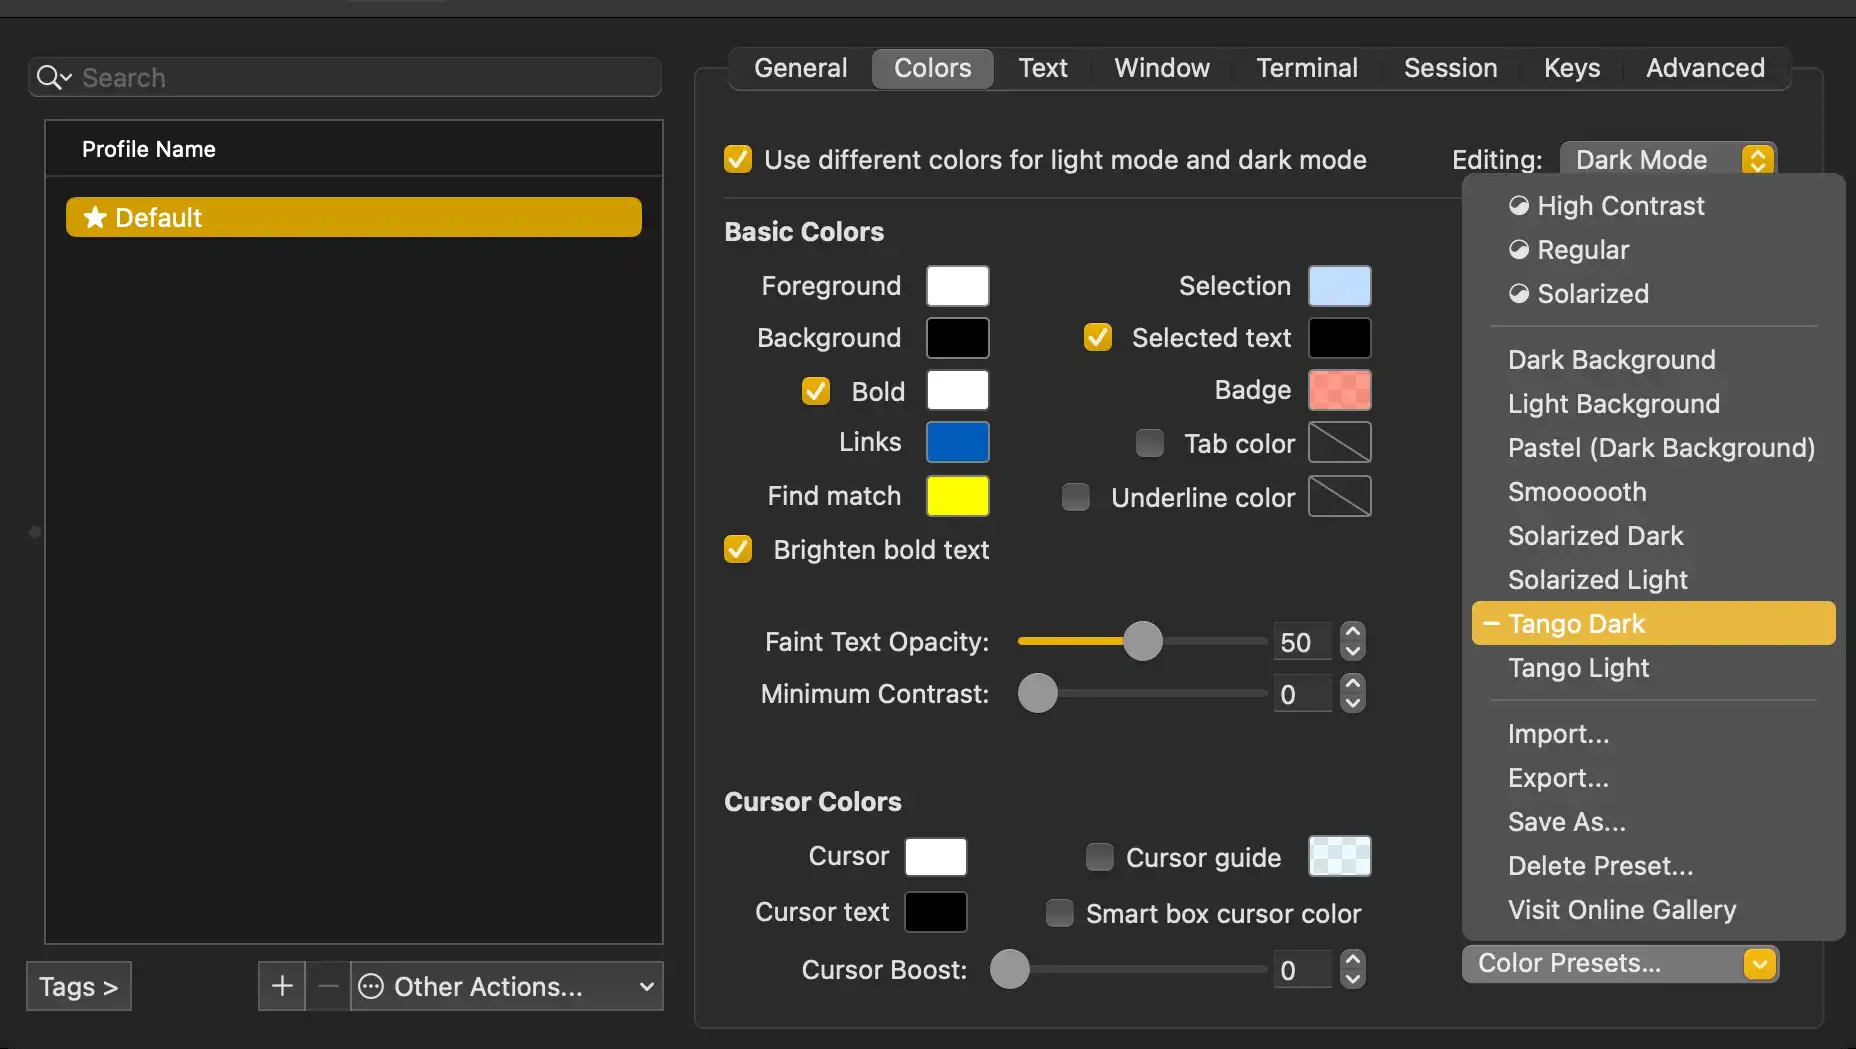 Search
Profile Name
Default
Tags >
+
Other Actions...
General
Colors
Text
Window
Terminal
Session
Keys
Advanced
Use different colors for light mode and dark mode
Editing:
Dark Mode
Basic Colors
Foreground
Background
Bold
Links
Find match
Brighten bold text
Selection
Selected text
Badge
Tab color
Underline color
Faint Text Opacity:
50
Minimum Contrast:
0
Cursor Colors
Cursor
Cursor text
Cursor guide
Smart box cursor color
Cursor Boost:
0
High Contrast
Regular
Solarized
Dark Background
Light Background
Pastel (Dark Background)
Smoooooth
Solarized Dark
Solarized Light
Tango Dark
Tango Light
Import...
Export...
Save As...
Delete Preset...
Visit Online Gallery
Color Presets...